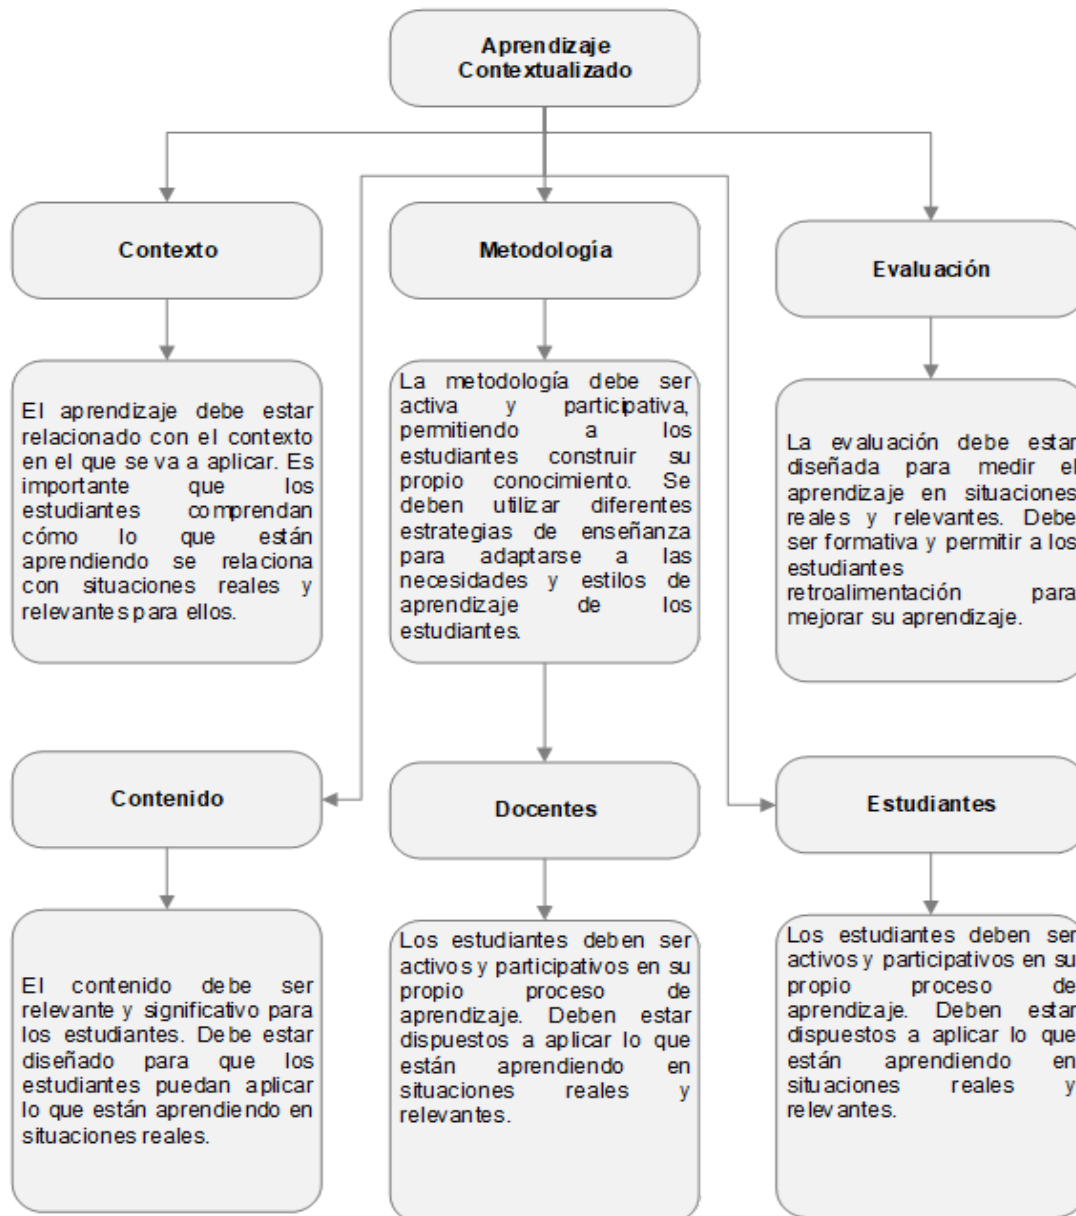 Aprendizaje
Contextualizado
Contexto
Metodología
Evaluación
El aprendizaje debe estar
relacionado con el contexto
en el que se va a aplicar. Es
importante que los
estudiantes comprendan
cómo lo que están
aprendiendo se relaciona
con situaciones reales y
relevantes para ellos.
La metodología debe ser
activa y participativa,
permitiendo a los
estudiantes construir su
propio conocimiento. Se
deben utilizar diferentes
estrategias de enseñanza
para adaptarse a las
necesidades y estilos de
aprendizaje de los
estudiantes.
La evaluación debe estar
diseñada para medir el
aprendizaje en situaciones
reales y relevantes. Debe
ser formativa y permitir a los
estudiantes
retroalimentación para
mejorar su aprendizaje.
Contenido
Docentes
Estudiantes
El contenido debe ser
relevante y significativo para
los estudiantes. Debe estar
diseñado para que los
estudiantes puedan aplicar
lo que están aprendiendo en
situaciones reales.
Los estudiantes deben ser
activos y participativos en su
propio proceso de
aprendizaje. Deben estar
dispuestos a aplicar lo que
están aprendiendo en
situaciones reales y
relevantes.
Los estudiantes deben ser
activos y participativos en su
propio proceso de
aprendizaje. Deben estar
dispuestos a aplicar lo que
están aprendiendo en
situaciones reales y
relevantes.